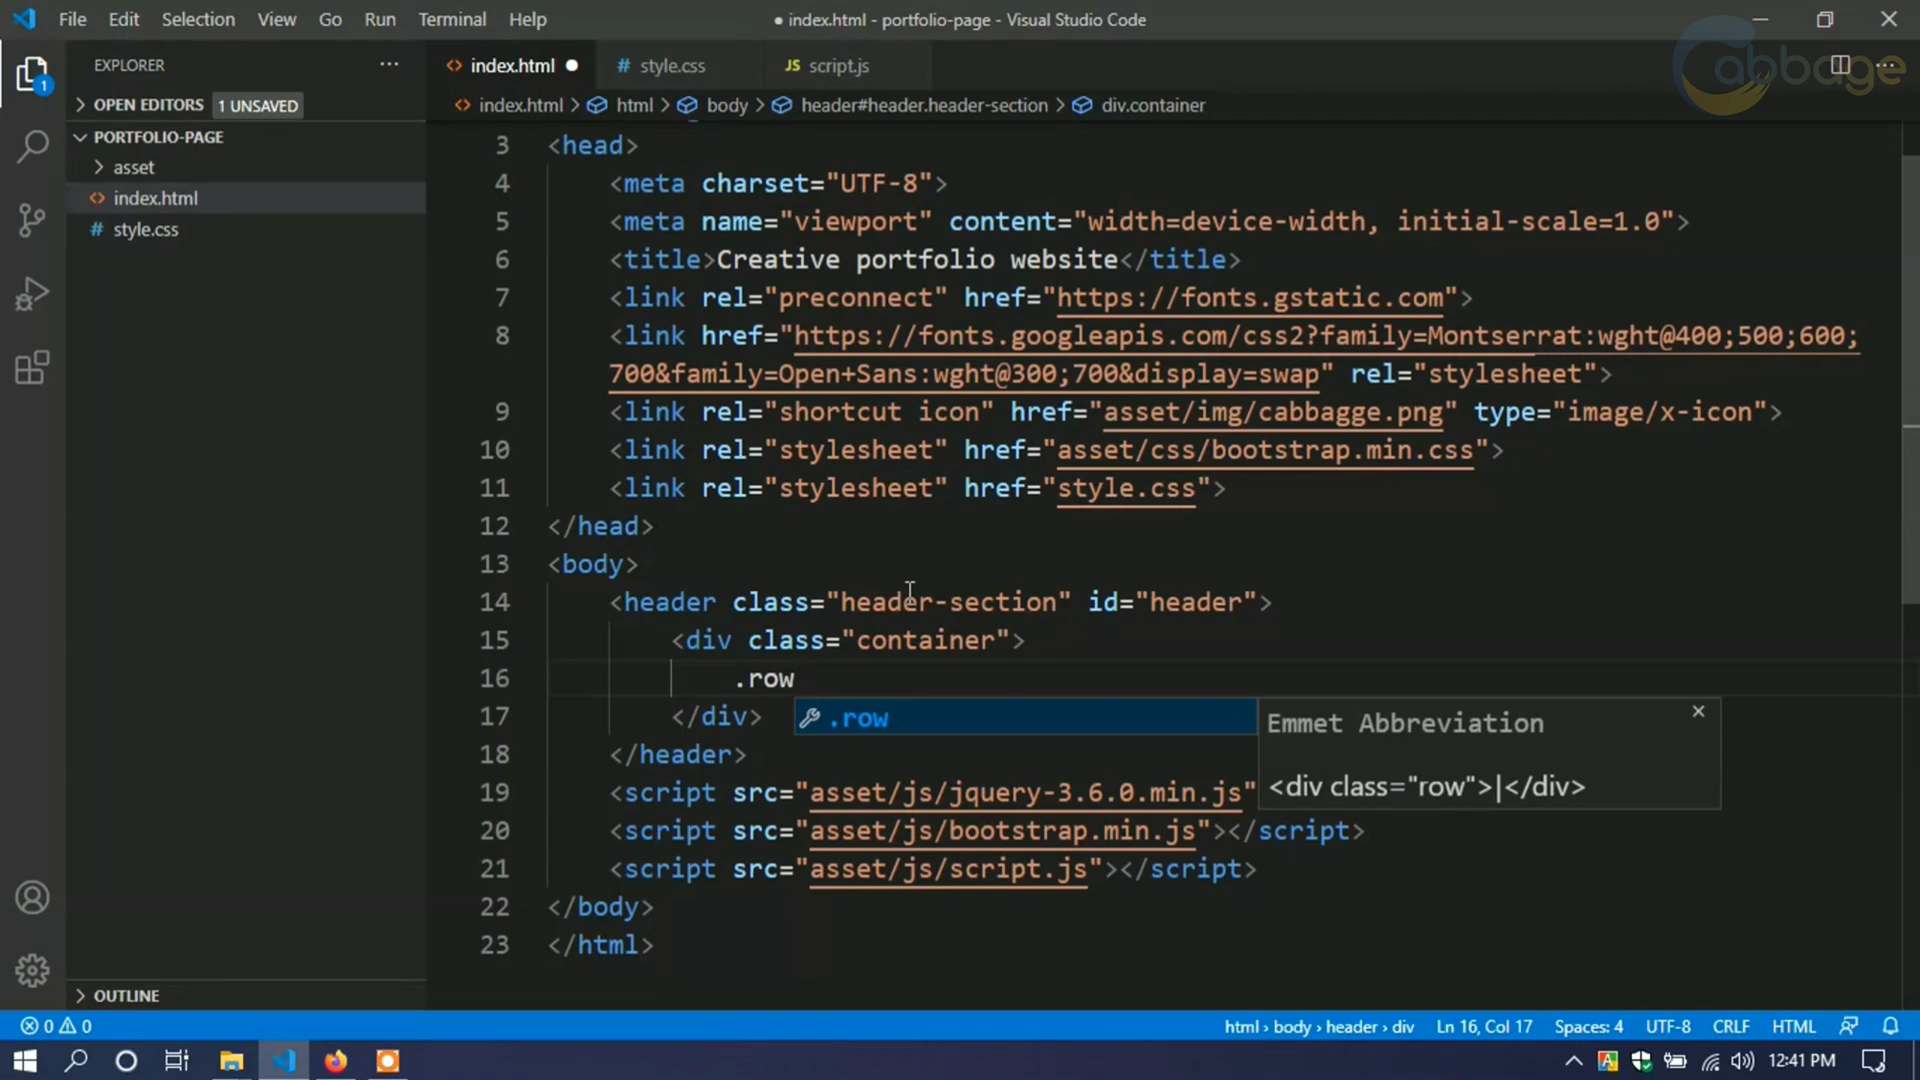 File Edit Selection View Go Run Terminal Help
● index.html - portfolio-page - Visual Studio Code
cabbage
EXPLORER
1
OPEN EDITORS 1 UNSAVED
PORTFOLIO-PAGE
asset
index.html
style.css
OUTLINE
index.html ● style.css JS script.js
index.html > html > body > header#header.header-section > div.container
3 <head>
4 <meta charset="UTF-8">
5 <meta name="viewport" content="width=device-width, initial-scale=1.0">
6 <title>Creative portfolio website</title>
7 <link rel="preconnect" href="https://fonts.gstatic.com">
8 <link href="https://fonts.googleapis.com/css2?family=Montserrat:wght@400;500;600;
700&family=Open+Sans:wght@300;700&display=swap" rel="stylesheet">
9 <link rel="shortcut icon" href="asset/img/cabbagge.png" type="image/x-icon">
10 <link rel="stylesheet" href="asset/css/bootstrap.min.css">
11 <link rel="stylesheet" href="style.css">
12 </head>
13 <body>
14 <header class="header-section" id="header">
15 <div class="container">
16 .row
17 </div>
18 </header>
19 <script src="asset/js/jquery-3.6.0.min.js"
20 <script src="asset/js/bootstrap.min.js"></script>
21 <script src="asset/js/script.js"></script>
22 </body>
23 </html>
.row
Emmet Abbreviation
<div class="row">|</div>
0 0
html › body › header › div Ln 16, Col 17 Spaces: 4 UTF-8 CRLF HTML
12:41 PM